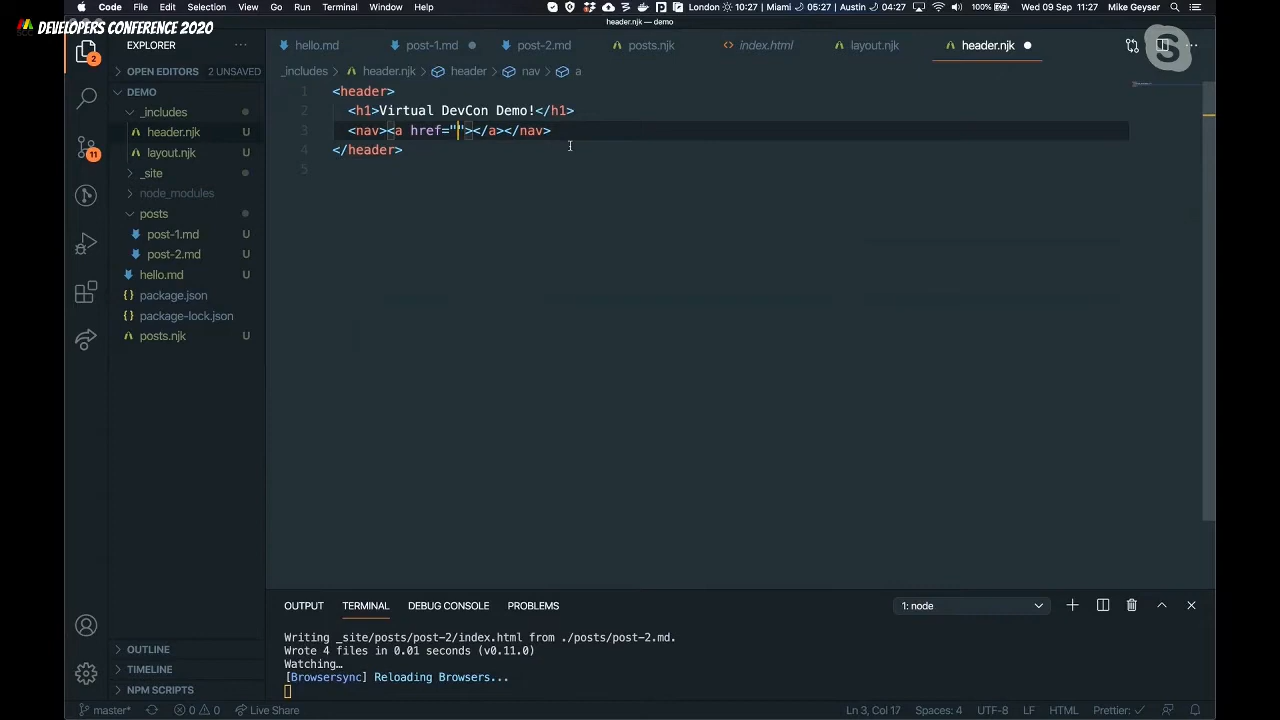 Code File Edit Selection View Go Run Terminal Window Help London 10:27 | Miami 05:27 | Austin 04:27 100% Wed 09 Sep 11:27 Mike Geyser
DEVELOPERS CONFERENCE 2020
header.njk — demo
EXPLORER
hello.md post-1.md post-2.md posts.njk index.html layout.njk header.njk
OPEN EDITORS 2 UNSAVED
_includes header.njk header nav a
DEMO
_includes
header.njk U
layout.njk U
_site
node_modules
posts
post-1.md U
post-2.md U
hello.md U
package.json
package-lock.json
posts.njk U
2
11
1 <header>
2 <h1>Virtual DevCon Demo!</h1>
3 <nav><a href=""></a></nav>
4 </header>
5
OUTPUT TERMINAL DEBUG CONSOLE PROBLEMS 1: node
Writing _site/posts/post-2/index.html from ./posts/post-2.md.
Wrote 4 files in 0.01 seconds (v0.11.0)
Watching…
[Browsersync] Reloading Browsers...
OUTLINE
TIMELINE
NPM SCRIPTS
master* 0 0 Live Share Ln 3, Col 17 Spaces: 4 UTF-8 LF HTML Prettier: ✓